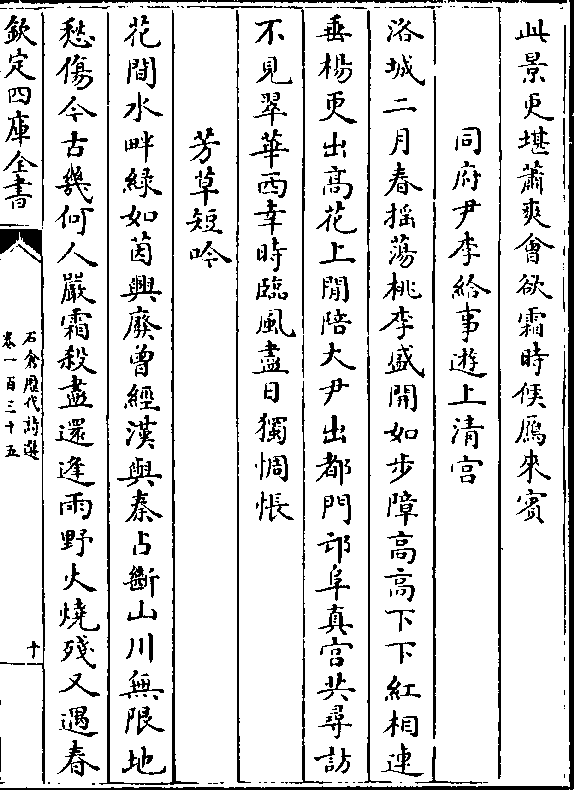 此景更堪蕭爽會欲霜時候鴈來賓
同府尹李給事遊上清宮
洛城二月春揺蕩桃李盛開如步障高高下下紅相連
垂楊更出髙花上閒陪大尹出都門邙阜真宫共尋訪
不見翠華西幸時臨風盡日獨惆悵
芳草短吟
花間水畔緑如茵興廢曾經漢與秦占斷山川無限地
愁傷今古幾何人嚴霜殺盡還逢雨野火燒殘又遇春
欽定四庫全書
石倉歴代詩選
卷一百三十五
十